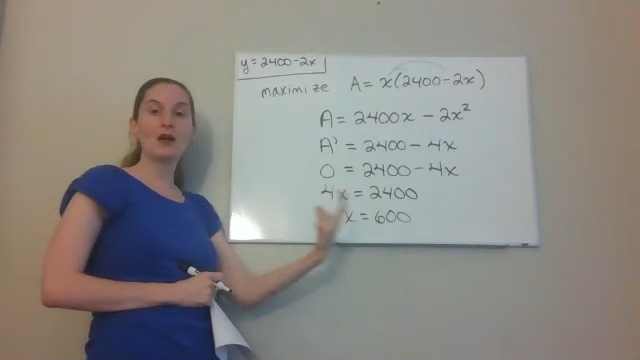 y = 2400 - 2x
maximize A = x(2400 - 2x)
A = 2400x - 2x²
A' = 2400 - 4x
0 = 2400 - 4x
4x = 2400
x = 600